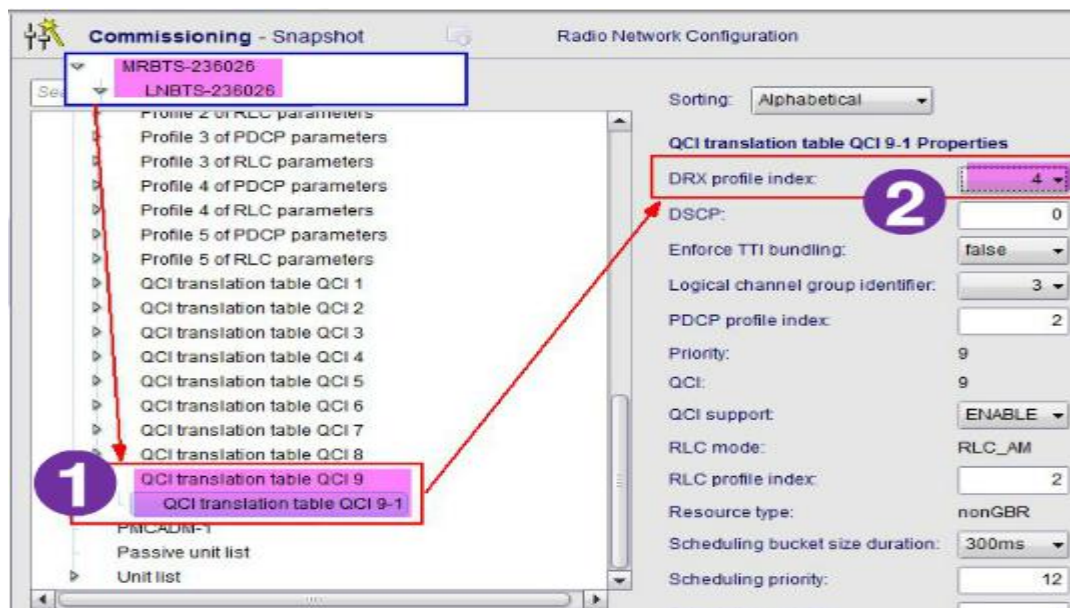 Commissioning - Snapshot
Radio Network Configuration
MRBTS-236026
LNBTS-236026
Profile 2 of RLC parameters
Profile 3 of PDCP parameters
Profile 3 of RLC parameters
Profile 4 of PDCP parameters
Profile 4 of RLC parameters
Profile 5 of PDCP parameters
Profile 5 of RLC parameters
QCI translation table QCI 1
QCI translation table QCI 2
QCI translation table QCI 3
QCI translation table QCI 4
QCI translation table QCI 5
QCI translation table QCI 6
QCI translation table QCI 7
QCI translation table QCI 8
1
QCI translation table QCI 9
QCI translation table QCI 9-1
PMCADM-1
Passive unit list
Unit list
Sorting: Alphabetical
QCI translation table QCI 9-1 Properties
DRX profile index: 4
2
DSCP: 0
Enforce TTI bundling: false
Logical channel group identifier: 3
PDCP profile index: 2
Priority: 9
QCI: 9
QCI support: ENABLE
RLC mode: RLC_AM
RLC profile index: 2
Resource type: nonGBR
Scheduling bucket size duration: 300ms
Scheduling priority: 12